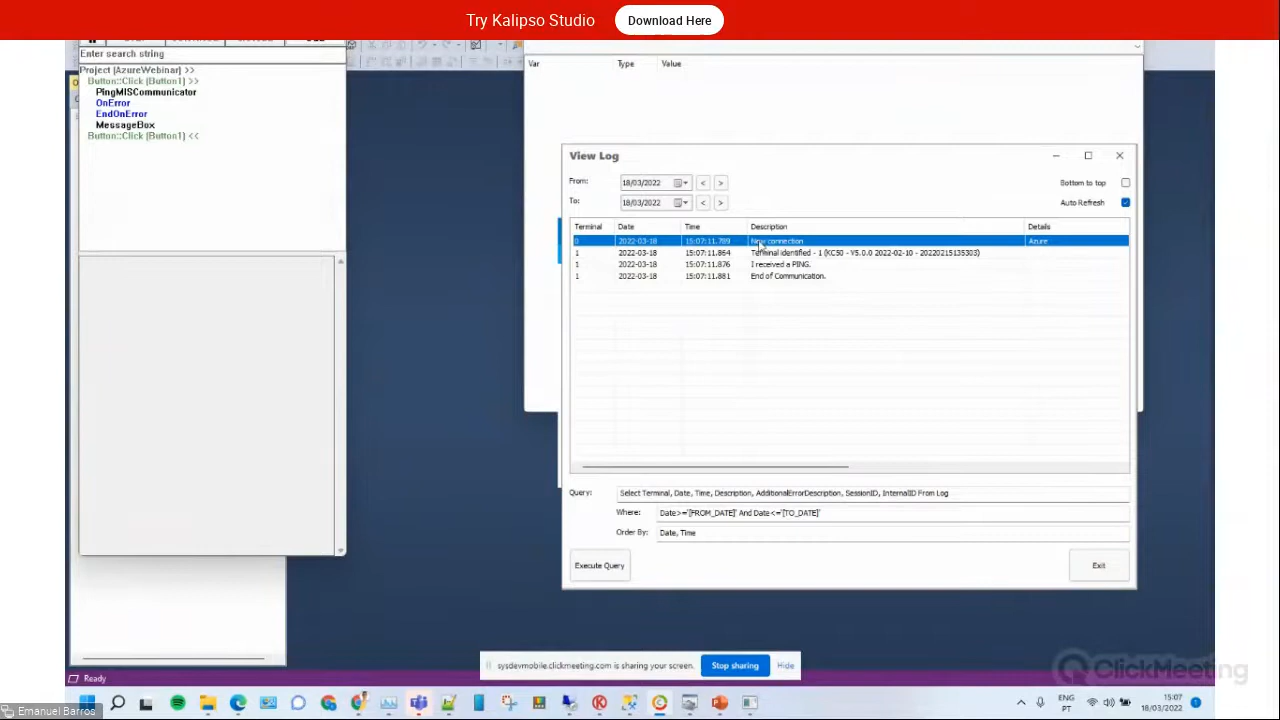 Try Kalipso Studio
Download Here
Enter search string
Project [AzureWebinar] >>
Button::Click [Button1] >>
PingMISCommunicator
OnError
EndOnError
MessageBox
Button::Click [Button1] <<
Var Type Value
View Log
From: 18/03/2022 < >
Bottom to top
To: 18/03/2022 < >
Auto Refresh
Terminal Date Time Description Details
0 2022-03-18 15:07:11.789 New connection Azure
1 2022-03-18 15:07:11.864 Terminal identified - 1 (KC50 - V5.0.0 2022-02-10 - 20220215135303)
1 2022-03-18 15:07:11.876 I received a PING.
1 2022-03-18 15:07:11.881 End of Communication.
Query: Select Terminal, Date, Time, Description, AdditionalErrorDescription, SessionID, InternalID From Log
Where: Date>='[FROM_DATE]' And Date<='[TO_DATE]'
Order By: Date, Time
Execute Query
Exit
sysdevmobile.clickmeeting.com is sharing your screen.
Stop sharing
Hide
ClickMeeting
Ready
ENG
PT
15:07
18/03/2022
Emanuel Barros